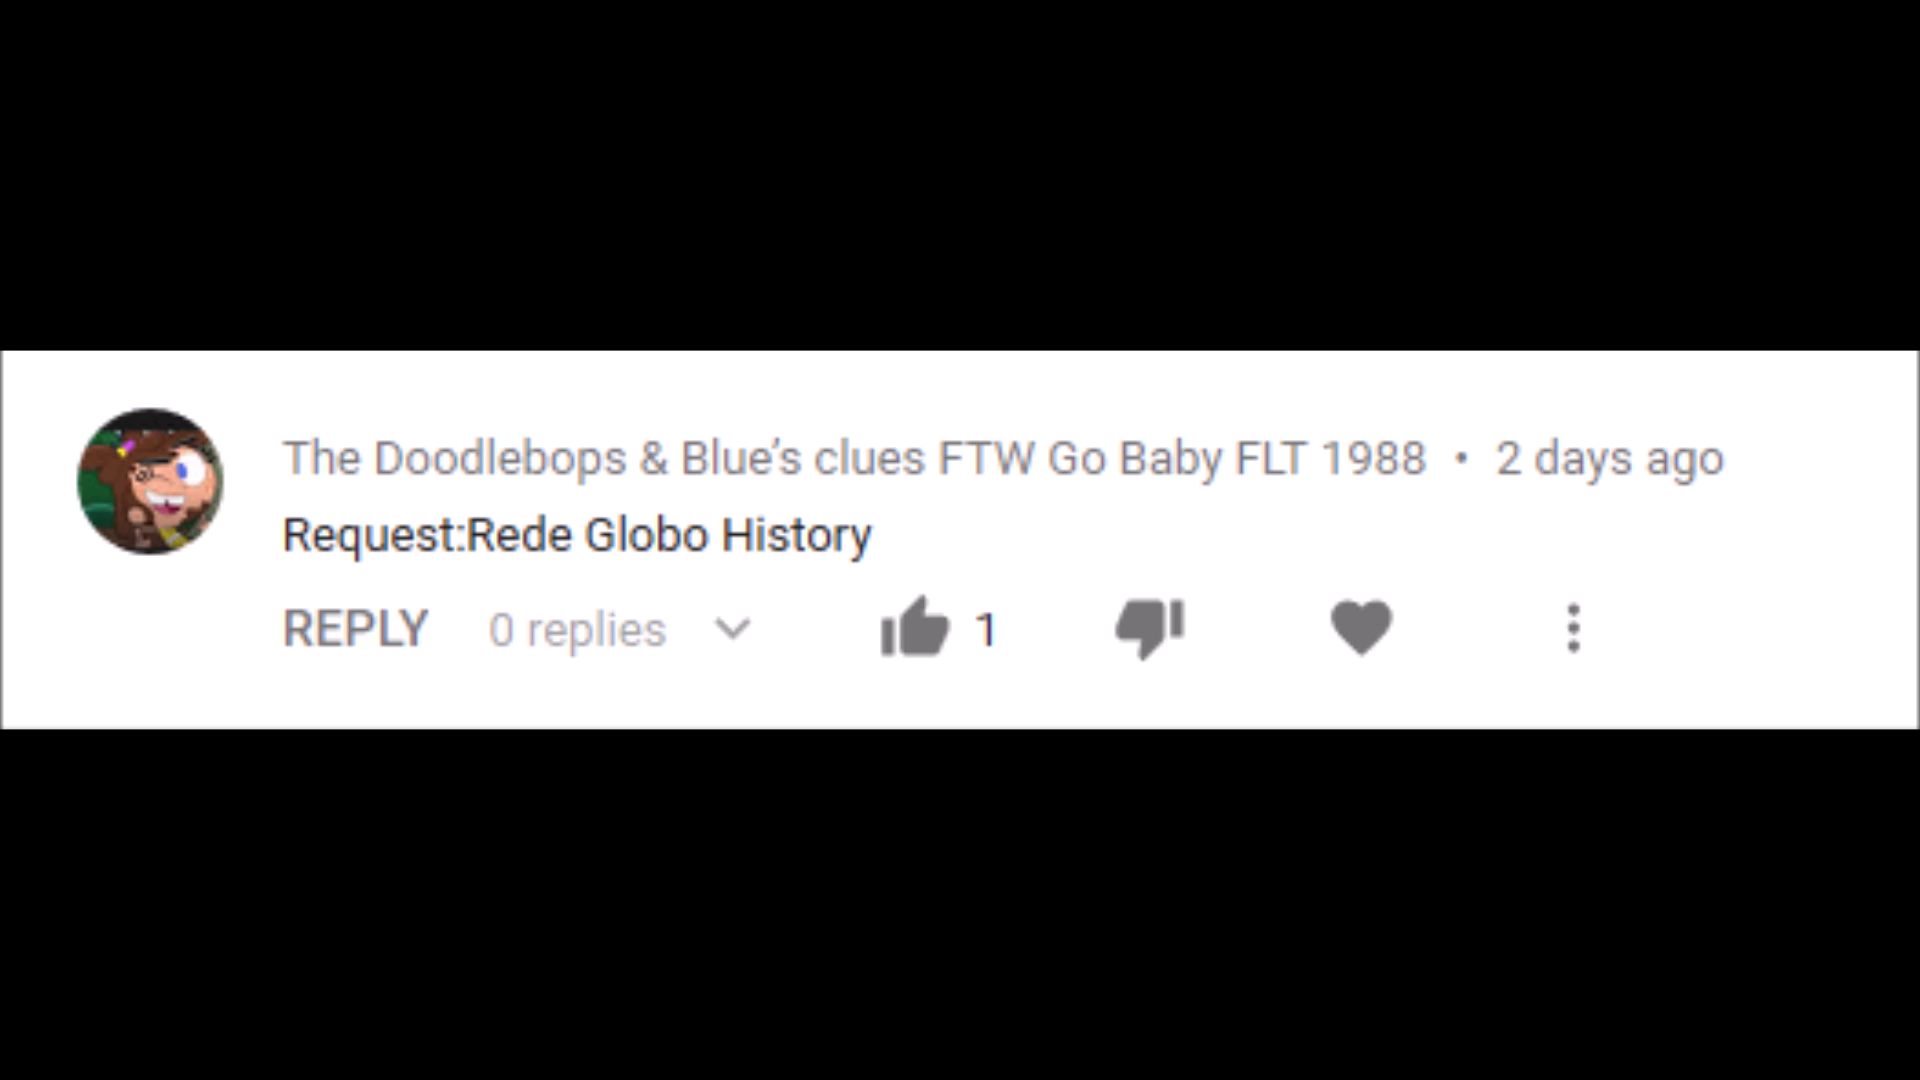 The Doodlebops & Blue’s clues FTW Go Baby FLT 1988 • 2 days ago
Request:Rede Globo History
REPLY 0 replies 1